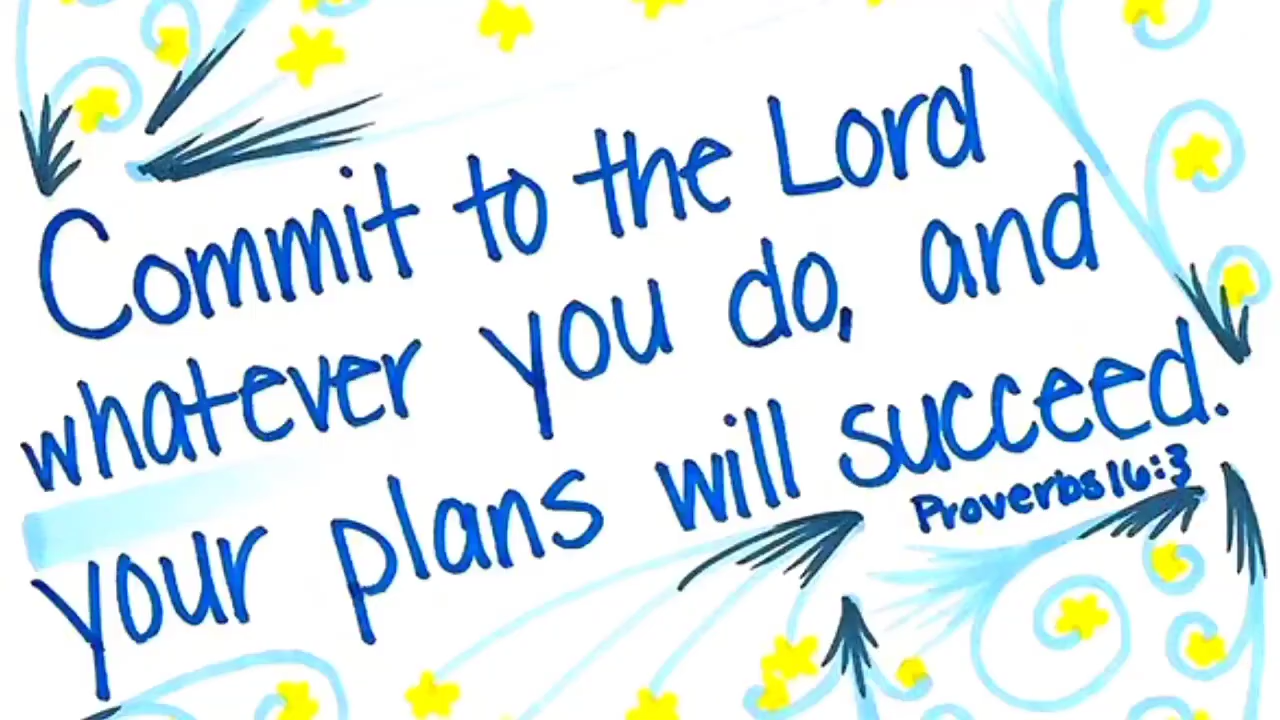 Commit to the Lord
whatever you do, and
your plans will succeed.
Proverbs 16:3